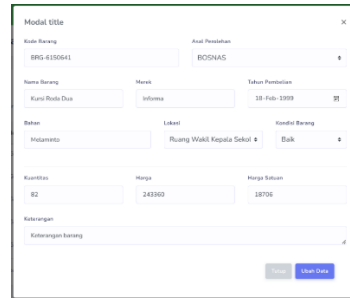 Modal title ×
Kode Barang Asal Perolehan
BRG-6150641 BOSNAS
Nama Barang Merek Tahun Pembelian
Kursi Roda Dua Informa 18-Feb-1999
Bahan Lokasi Kondisi Barang
Melaminto Ruang Wakil Kepala Sekol Baik
Kuantitas Harga Harga Satuan
82 243360 18706
Keterangan
Keterangan barang
Tutup Ubah Data